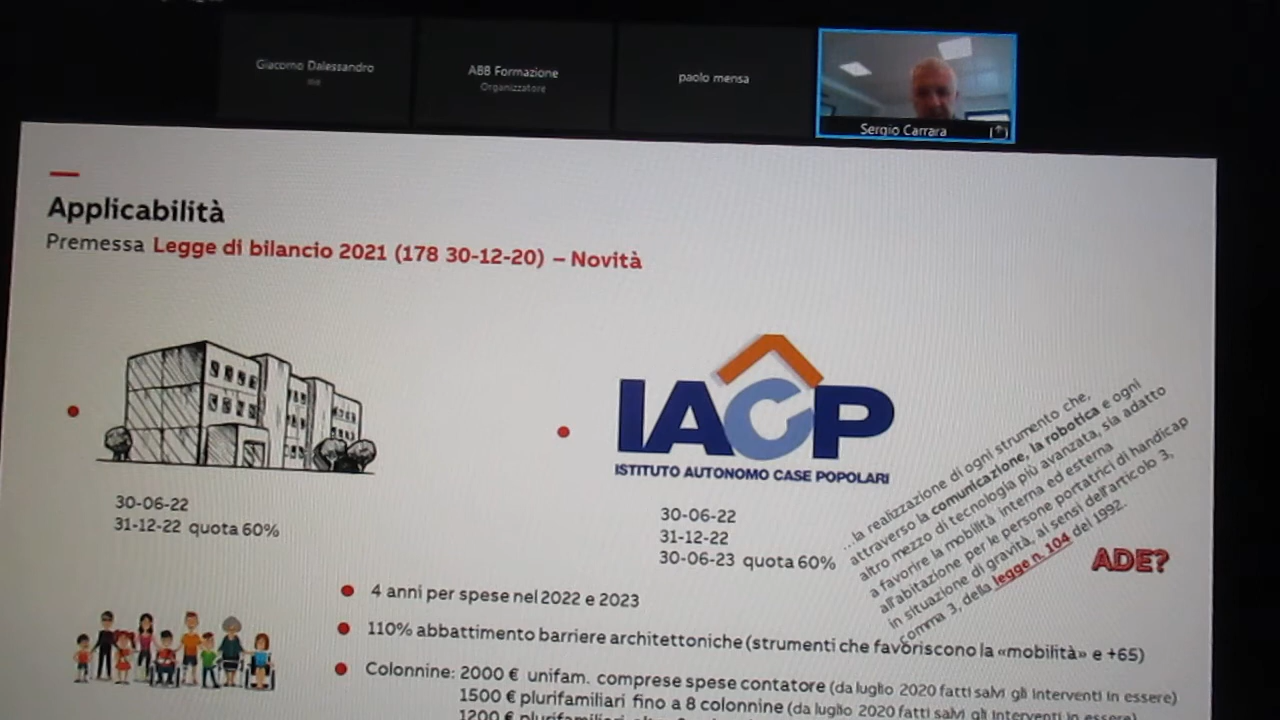 Giacomo Dalessandro
me
ABB Formazione
Organizzatore
paolo mensa
Sergio Carrara
Applicabilità
Premessa Legge di bilancio 2021 (178 30-12-20) – Novità
30-06-22
31-12-22 quota 60%
IACP
ISTITUTO AUTONOMO CASE POPOLARI
30-06-22
31-12-22
30-06-23 quota 60%
...la realizzazione di ogni strumento che,
attraverso la comunicazione, la robotica e ogni
altro mezzo di tecnologia più avanzata, sia adatto
a favorire la mobilità interna ed esterna
all'abitazione per le persone portatrici di handicap
in situazione di gravità, ai sensi dell'articolo 3,
comma 3, della legge n. 104 del 1992.
ADE?
4 anni per spese nel 2022 e 2023
110% abbattimento barriere architettoniche (strumenti che favoriscono la «mobilità» e +65)
Colonnine: 2000 € unifam. comprese spese contatore (da luglio 2020 fatti salvi gli interventi in essere)
1500 € plurifamiliari fino a 8 colonnine (da luglio 2020 fatti salvi gli interventi in essere)
1200 € plurifamiliari